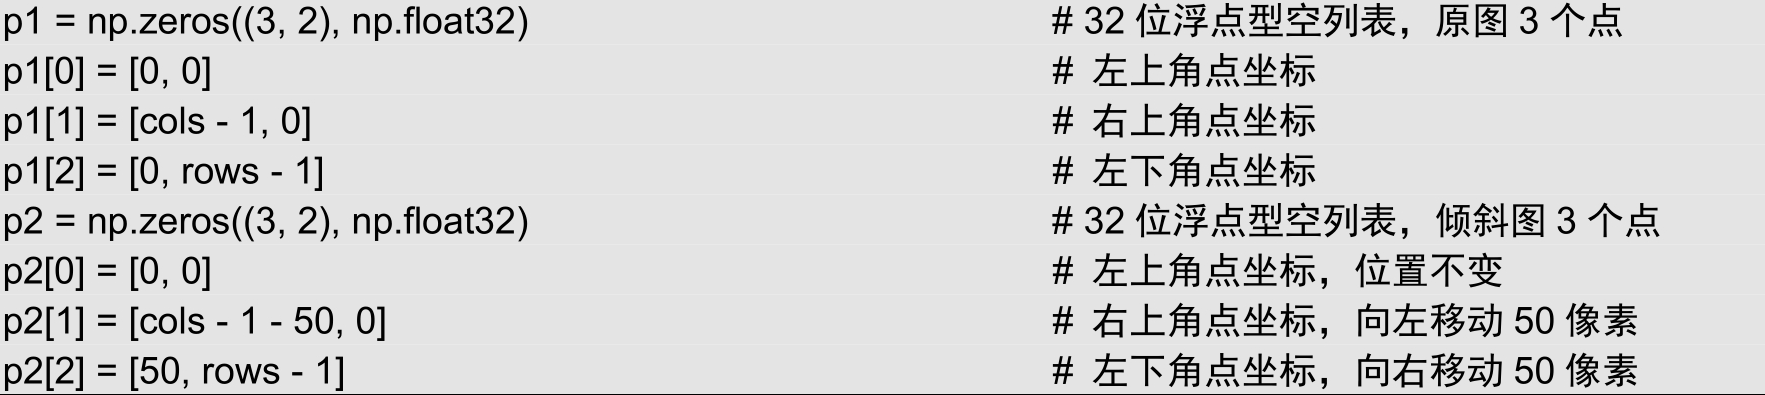 p1 = np.zeros((3, 2), np.float32) # 32 位浮点型空列表，原图 3 个点
p1[0] = [0, 0] # 左上角点坐标
p1[1] = [cols - 1, 0] # 右上角点坐标
p1[2] = [0, rows - 1] # 左下角点坐标
p2 = np.zeros((3, 2), np.float32) # 32 位浮点型空列表，倾斜图 3 个点
p2[0] = [0, 0] # 左上角点坐标，位置不变
p2[1] = [cols - 1 - 50, 0] # 右上角点坐标，向左移动 50 像素
p2[2] = [50, rows - 1] # 左下角点坐标，向右移动 50 像素